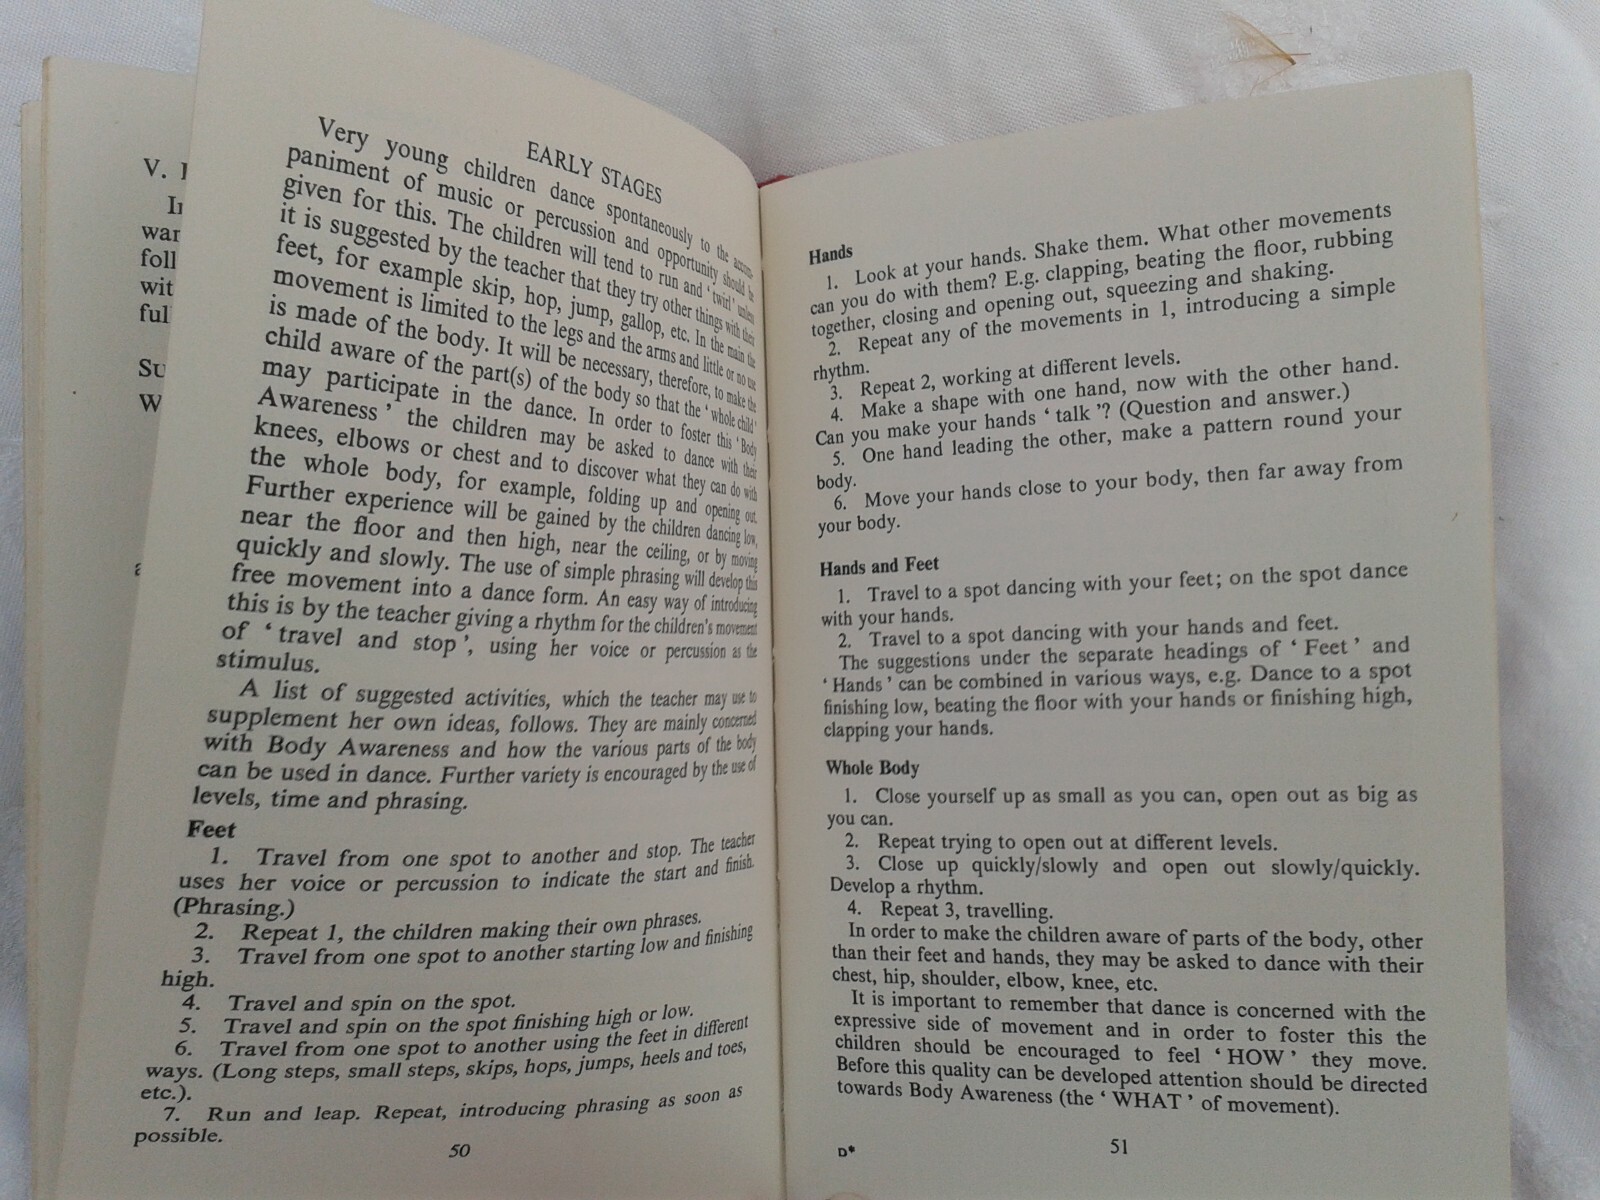 V.
wan
foll
wit
ful
Su
W
EARLY STAGES
Very young children dance spontaneously to the accom-
paniment of music or percussion and opportunity should be
given for this. The children will tend to run and ‘twirl’ unless
it is suggested by the teacher that they try other things with their
feet, for example skip, hop, jump, gallop, etc. In the main the
movement is limited to the legs and the arms and little or no use
is made of the body. It will be necessary, therefore, to make the
child aware of the part(s) of the body so that the ‘whole child’
may participate in the dance. In order to foster this ‘Body
Awareness’ the children may be asked to dance with their
knees, elbows or chest and to discover what they can do with
the whole body, for example, folding up and opening out.
Further experience will be gained by the children dancing low,
near the floor and then high, near the ceiling, or by moving
quickly and slowly. The use of simple phrasing will develop this
free movement into a dance form. An easy way of introducing
this is by the teacher giving a rhythm for the children's movement
of ‘travel and stop’, using her voice or percussion as the
stimulus.
A list of suggested activities, which the teacher may use to
supplement her own ideas, follows. They are mainly concerned
with Body Awareness and how the various parts of the body
can be used in dance. Further variety is encouraged by the use of
levels, time and phrasing.
Feet
1. Travel from one spot to another and stop. The teacher
uses her voice or percussion to indicate the start and finish.
(Phrasing.)
2. Repeat 1, the children making their own phrases.
3. Travel from one spot to another starting low and finishing
high.
4. Travel and spin on the spot.
5. Travel and spin on the spot finishing high or low.
6. Travel from one spot to another using the feet in different
ways. (Long steps, small steps, skips, hops, jumps, heels and toes,
etc.).
7. Run and leap. Repeat, introducing phrasing as soon as
possible.
50
Hands
1. Look at your hands. Shake them. What other movements
can you do with them? E.g. clapping, beating the floor, rubbing
together, closing and opening out, squeezing and shaking.
2. Repeat any of the movements in 1, introducing a simple
rhythm.
3. Repeat 2, working at different levels.
4. Make a shape with one hand, now with the other hand.
Can you make your hands ‘talk’? (Question and answer.)
5. One hand leading the other, make a pattern round your
body.
6. Move your hands close to your body, then far away from
your body.
Hands and Feet
1. Travel to a spot dancing with your feet; on the spot dance
with your hands.
2. Travel to a spot dancing with your hands and feet.
The suggestions under the separate headings of ‘Feet’ and
‘Hands’ can be combined in various ways, e.g. Dance to a spot
finishing low, beating the floor with your hands or finishing high,
clapping your hands.
Whole Body
1. Close yourself up as small as you can, open out as big as
you can.
2. Repeat trying to open out at different levels.
3. Close up quickly/slowly and open out slowly/quickly.
Develop a rhythm.
4. Repeat 3, travelling.
In order to make the children aware of parts of the body, other
than their feet and hands, they may be asked to dance with their
chest, hip, shoulder, elbow, knee, etc.
It is important to remember that dance is concerned with the
expressive side of movement and in order to foster this the
children should be encouraged to feel ‘HOW’ they move.
Before this quality can be developed attention should be directed
towards Body Awareness (the ‘WHAT’ of movement).
D*
51